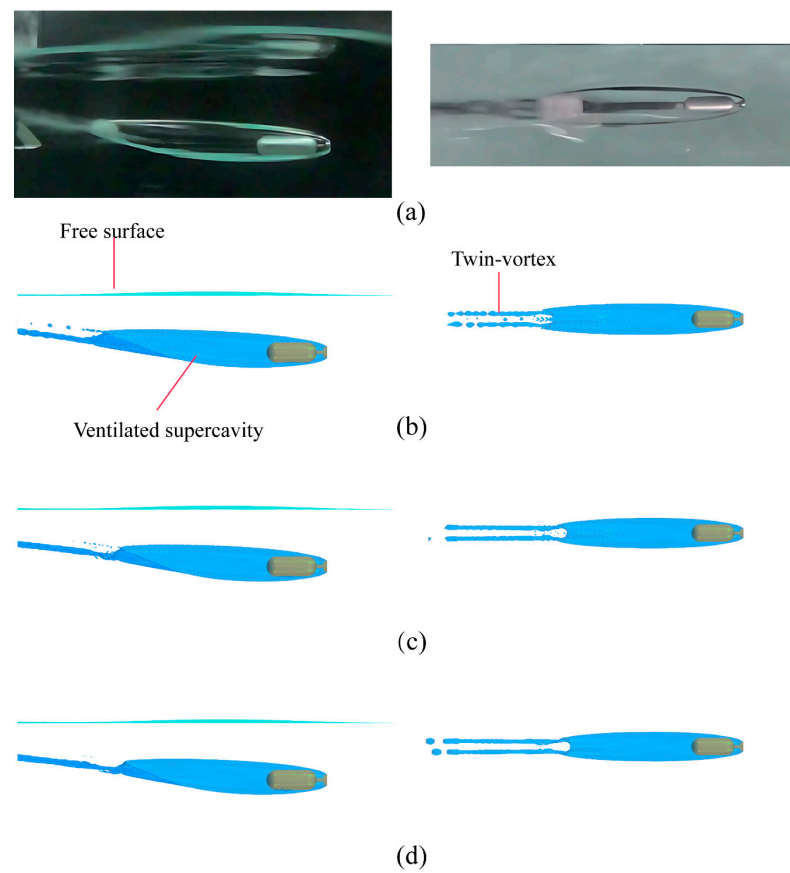 (a)
Free surface
Twin-vortex
Ventilated supercavity
(b)
(c)
(d)